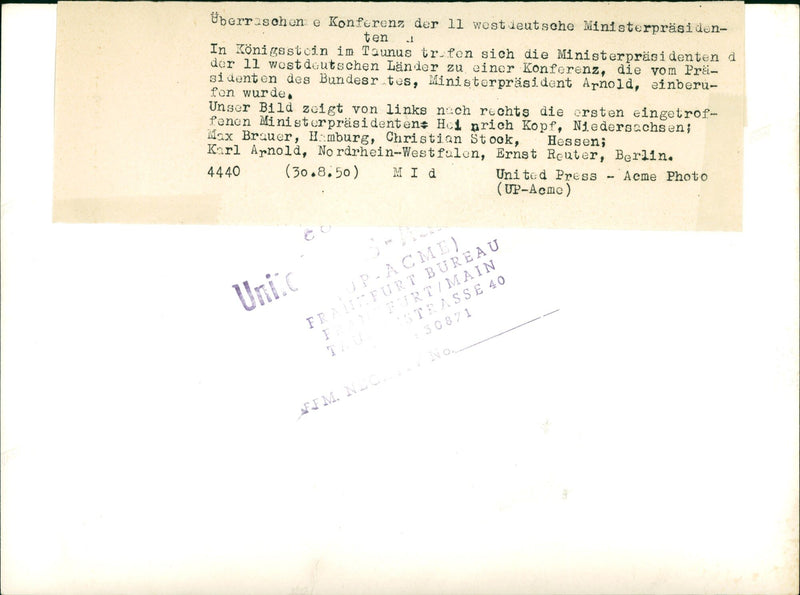 Überraschende Konferenz der 11 westdeutsche Ministerpräsiden-
ten
In Königsstein im Taunus trafen sich die Ministerpräsidenten d
der 11 westdeutschen Länder zu einer Konferenz, die vom Prä-
sidenten des Bundesrates, Ministerpräsident Arnold, einberu-
fen wurde.
Unser Bild zeigt von links nach rechts die ersten eingetrof-
fenen Ministerpräsidenten: Heinrich Kopf, Niedersachsen;
Max Brauer, Hamburg, Christian Stock, Hessen;
Karl Arnold, Nordrhein-Westfalen, Ernst Reuter, Berlin.
4440 (30.8.50) M I d United Press - Acme Photo
(UP-Acme)
(UP-ACME)
FRANKFURT BUREAU
FRANKFURT/MAIN
STRASSE 40
FFM. No.